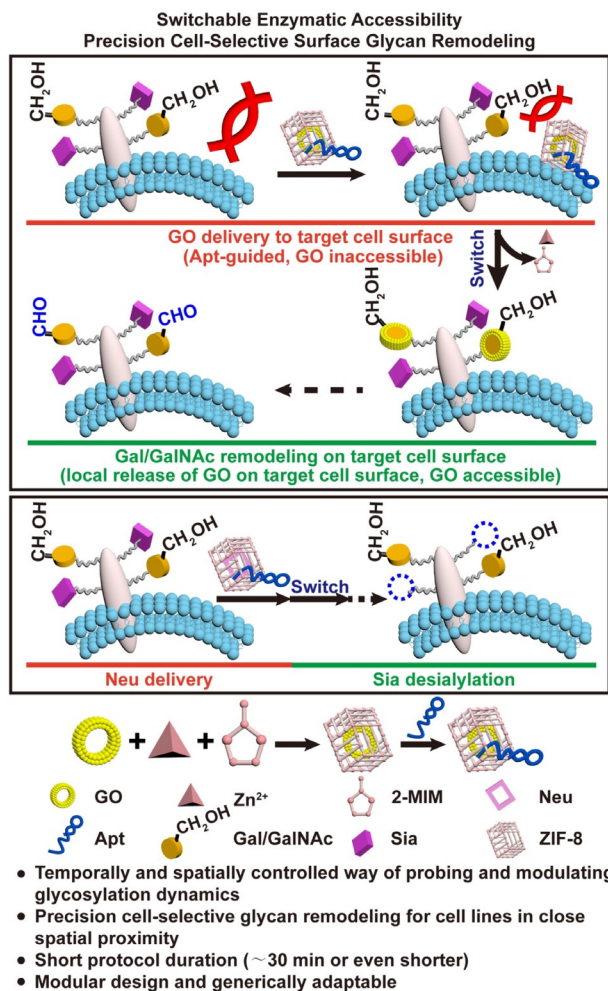 Switchable Enzymatic Accessibility
Precision Cell-Selective Surface Glycan Remodeling
CH2OH
CH2OH
CH2OH
CH2OH
GO delivery to target cell surface
(Apt-guided, GO inaccessible)
Switch
CHO
CHO
CH2OH
CH2OH
Gal/GalNAc remodeling on target cell surface
(local release of GO on target cell surface, GO accessible)
CH2OH
CH2OH
Switch
CH2OH
CH2OH
Neu delivery
Sia desialylation
+
+
GO
Zn2+
2-MIM
Neu
Apt
CH2OH
Gal/GalNAc
Sia
ZIF-8
● Temporally and spatially controlled way of probing and modulating
glycosylation dynamics
● Precision cell-selective glycan remodeling for cell lines in close
spatial proximity
● Short protocol duration (~30 min or even shorter)
● Modular design and generically adaptable